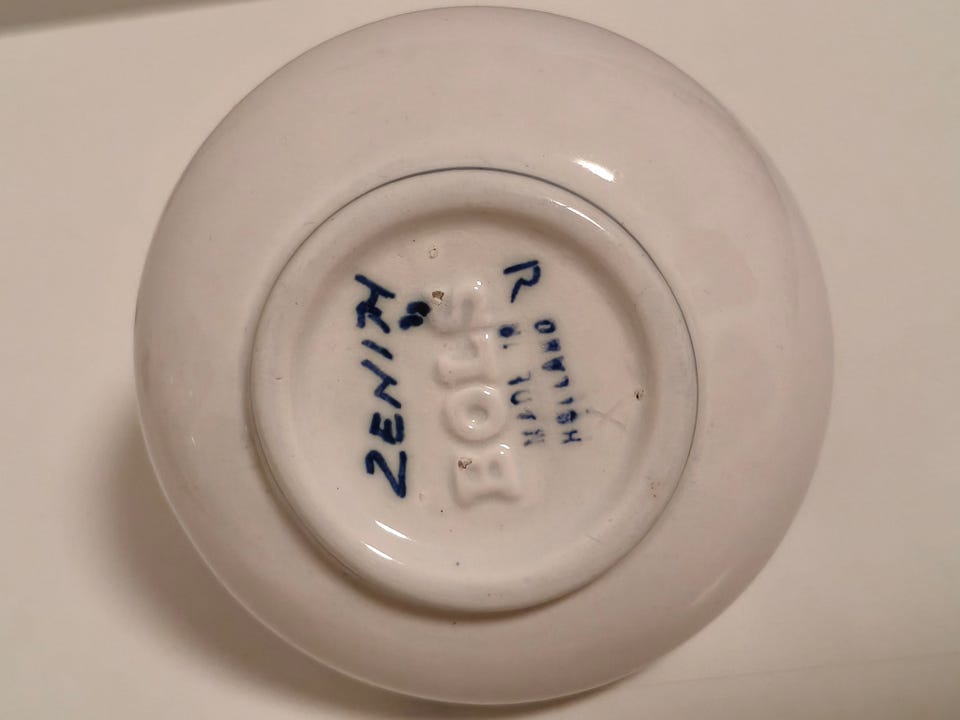 ZENITH
BOLS
R
MADE IN
HOLLAND